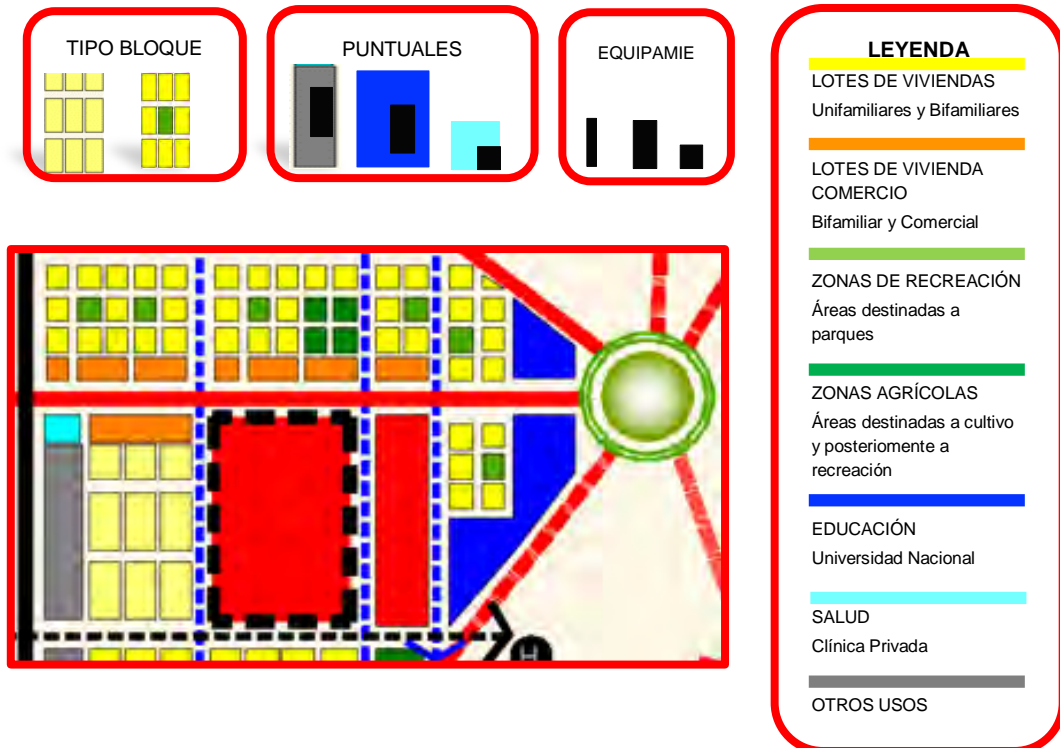 TIPO BLOQUE
PUNTUALES
EQUIPAMIE
LEYENDA
LOTES DE VIVIENDAS
Unifamiliares y Bifamiliares
LOTES DE VIVIENDA
COMERCIO
Bifamiliar y Comercial
ZONAS DE RECREACIÓN
Áreas destinadas a
parques
ZONAS AGRÍCOLAS
Áreas destinadas a cultivo
y posteriomente a
recreación
EDUCACIÓN
Universidad Nacional
SALUD
Clínica Privada
OTROS USOS
H